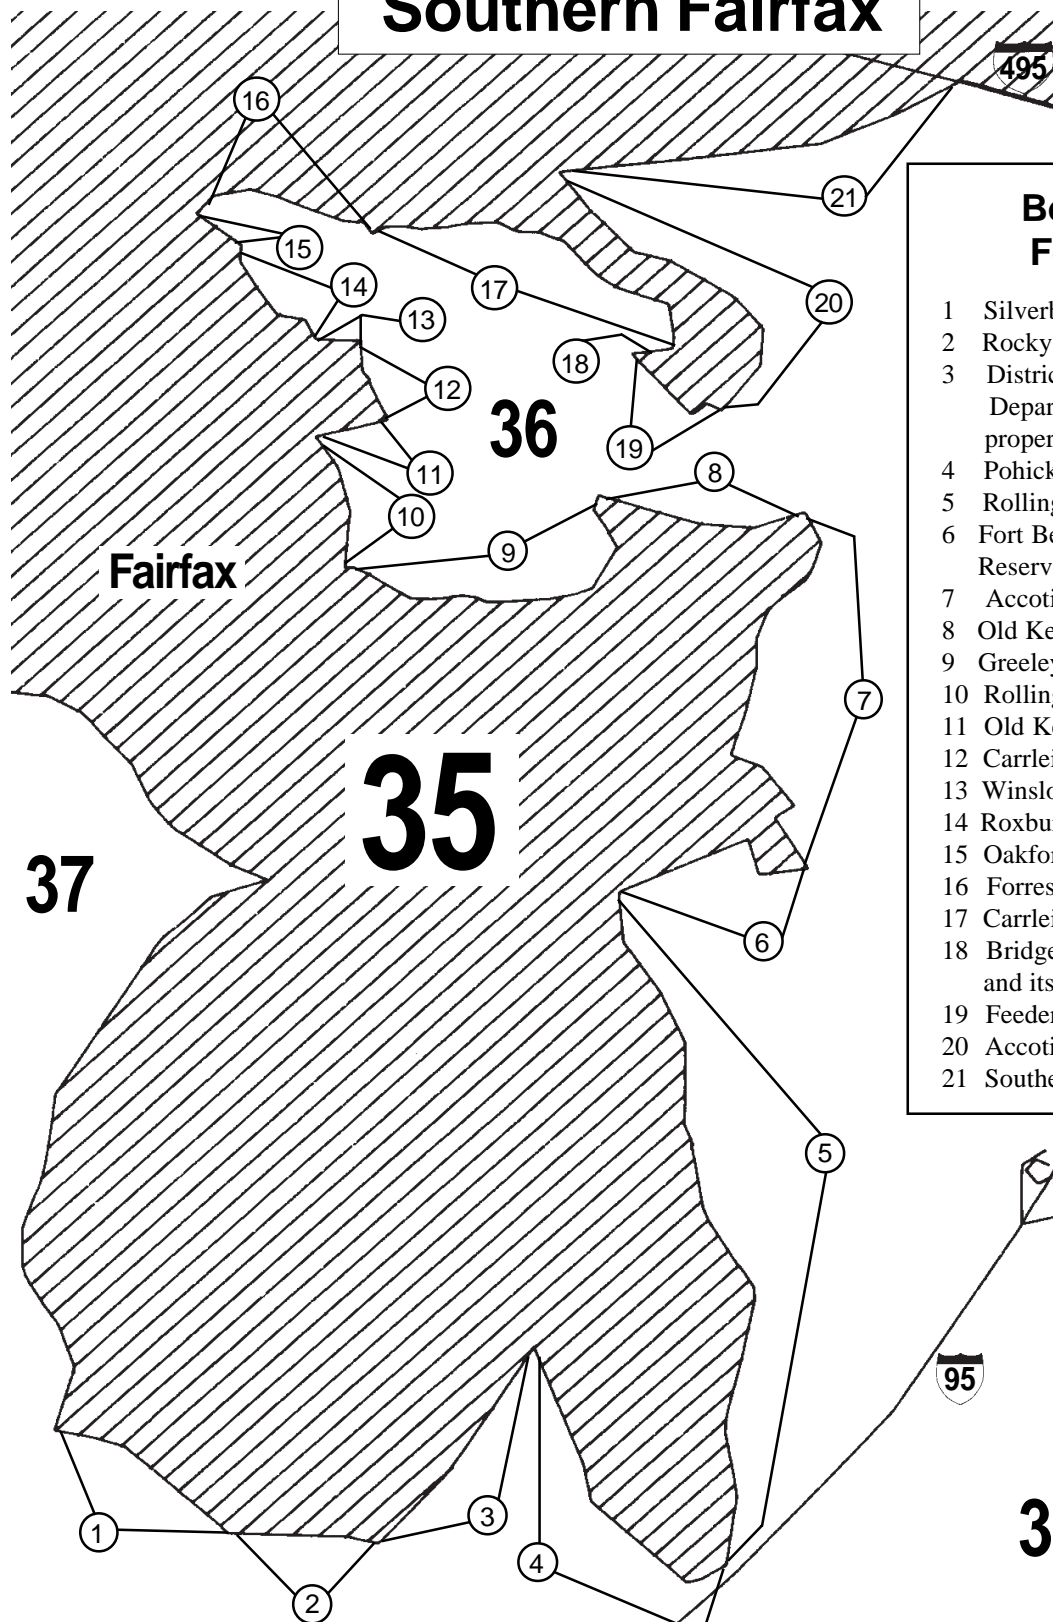 Southern Fairfax
495
16
21
15
14
17
13
20
18
12
36
19
11
8
10
9
Fairfax
7
35
37
6
5
95
3
1
3
4
2
1 Silverb
2 Rocky
3 Distric
Depar
proper
4 Pohick
5 Rolling
6 Fort Be
Reserv
7 Accoti
8 Old Ke
9 Greeley
10 Rolling
11 Old Ke
12 Carrlei
13 Winslo
14 Roxbu
15 Oakfor
16 Forres
17 Carrlei
18 Bridge
and its
19 Feeder
20 Accoti
21 Southe